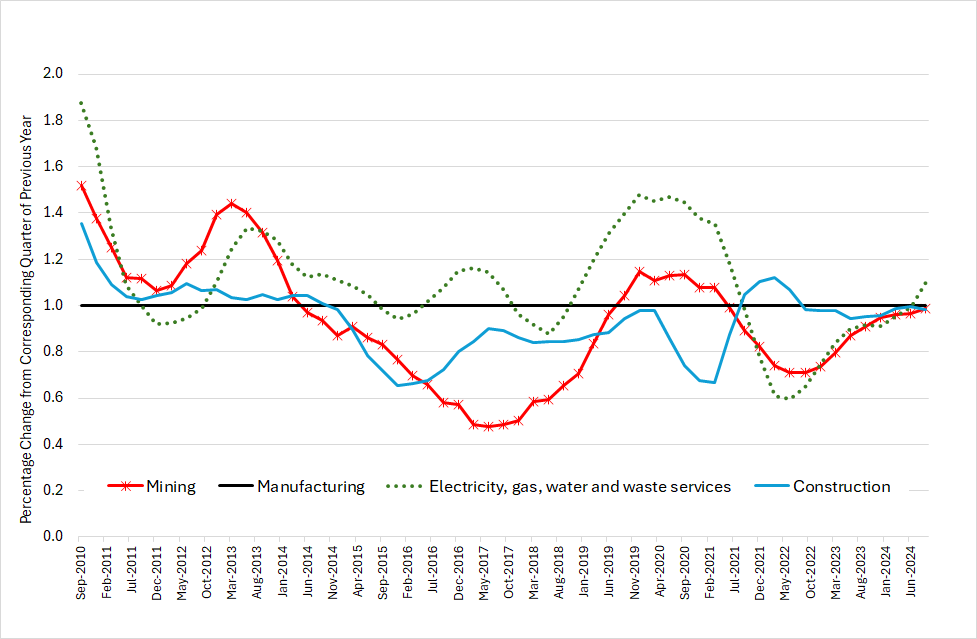 Percentage Change from Corresponding Quarter of Previous Year
2.0
1.8
1.6
1.4
1.2
1.0
0.8
0.6
0.4
0.2
0.0
Mining
Manufacturing
Electricity, gas, water and waste services
Construction
Sep-2010
Feb-2011
Jul-2011
Dec-2011
May-2012
Oct-2012
Mar-2013
Aug-2013
Jan-2014
Jun-2014
Nov-2014
Apr-2015
Sep-2015
Feb-2016
Jul-2016
Dec-2016
May-2017
Oct-2017
Mar-2018
Aug-2018
Jan-2019
Jun-2019
Nov-2019
Apr-2020
Sep-2020
Feb-2021
Jul-2021
Dec-2021
May-2022
Oct-2022
Mar-2023
Aug-2023
Jan-2024
Jun-2024